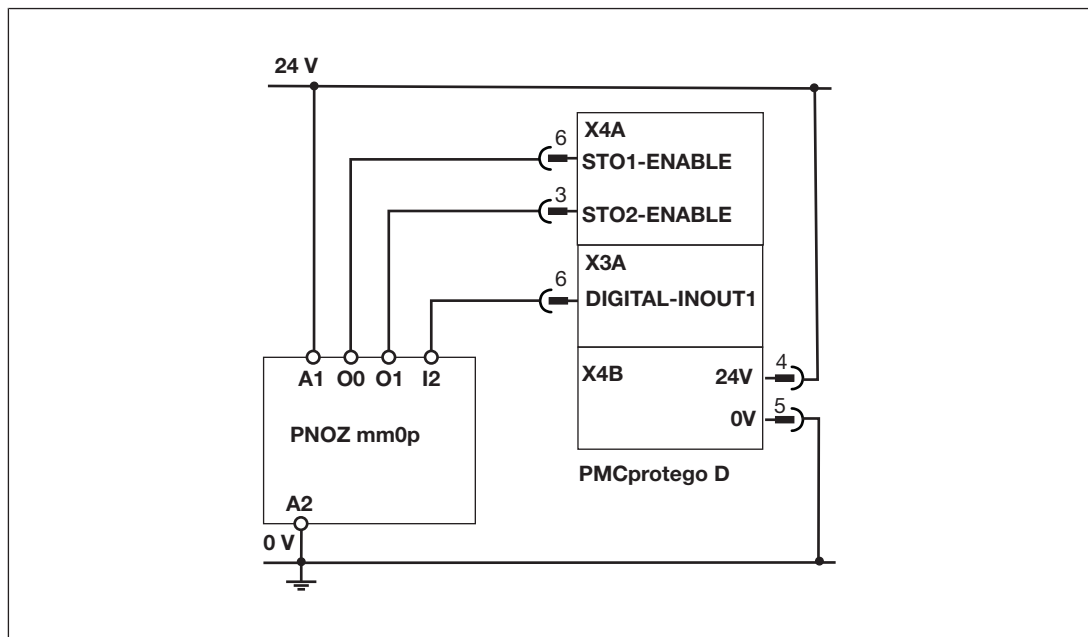 24 V
X4A
6
STO1-ENABLE
3
STO2-ENABLE
X3A
6
DIGITAL-INOUT1
A1 O0 O1 I2
X4B
24V
4
0V
5
PNOZ mm0p
PMCprotego D
A2
0 V